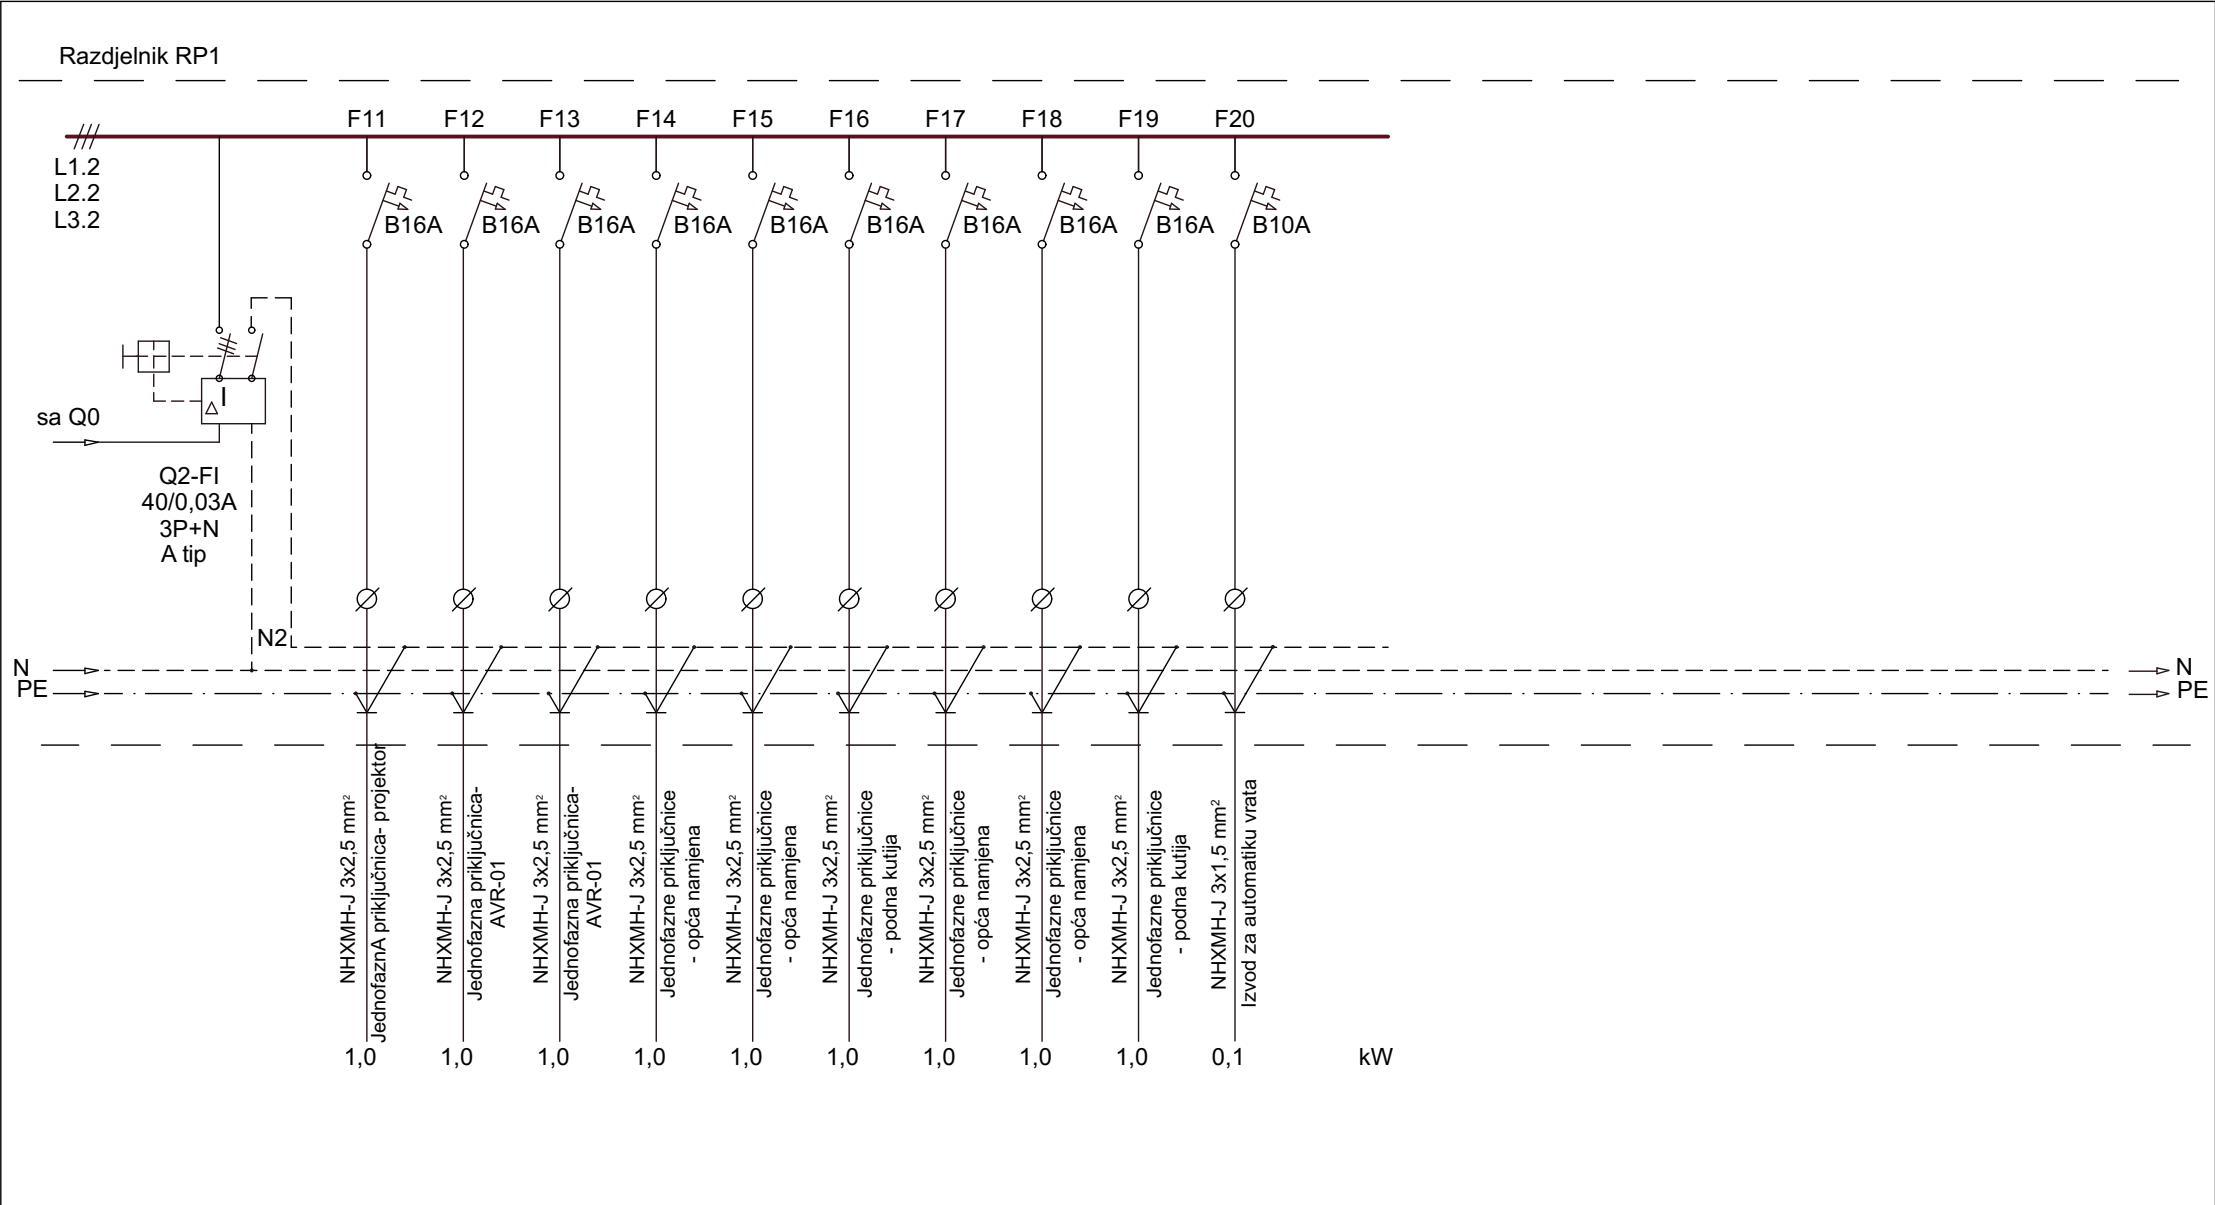 Razdjelnik RP1
F11 F12 F13 F14 F15 F16 F17 F18 F19 F20
L1.2
L2.2
L3.2
B16A B16A B16A B16A B16A B16A B16A B16A B16A B10A
I
△
sa Q0
Q2-FI
40/0,03A
3P+N
A tip
N2
N
PE
N
PE
NHXMH-J 3x2,5 mm²
JednofaznA priključnica- projektor
NHXMH-J 3x2,5 mm²
Jednofazna priključnica-
AVR-01
NHXMH-J 3x2,5 mm²
Jednofazna priključnica-
AVR-01
NHXMH-J 3x2,5 mm²
Jednofazne priključnice
- opća namjena
NHXMH-J 3x2,5 mm²
Jednofazne priključnice
- opća namjena
NHXMH-J 3x2,5 mm²
Jednofazne priključnice
- podna kutija
NHXMH-J 3x2,5 mm²
Jednofazne priključnice
- opća namjena
NHXMH-J 3x2,5 mm²
Jednofazne priključnice
- opća namjena
NHXMH-J 3x2,5 mm²
Jednofazne priključnice
- podna kutija
NHXMH-J 3x1,5 mm²
Izvod za automatiku vrata
1,0 1,0 1,0 1,0 1,0 1,0 1,0 1,0 1,0 0,1 kW